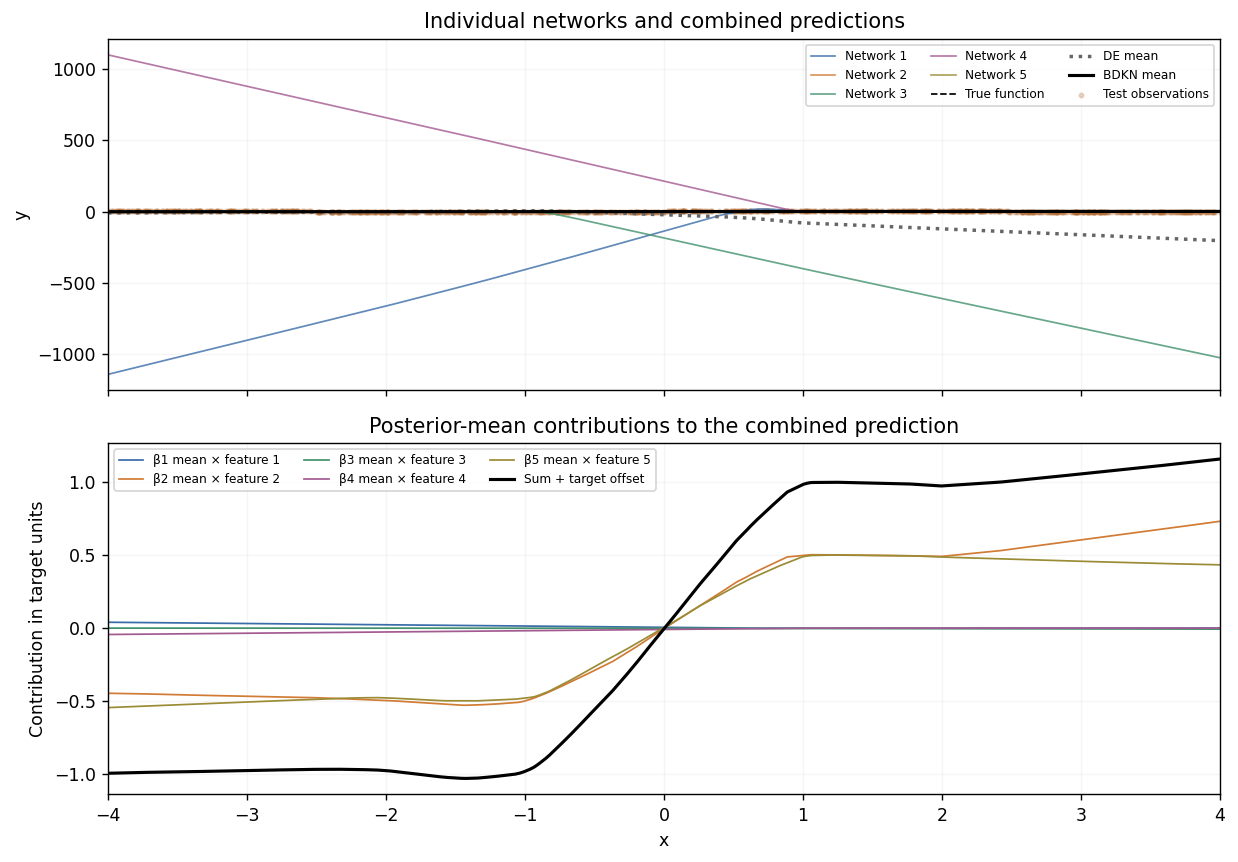 Individual networks and combined predictions
1000
500
0
−500
−1000
y
Network 1
Network 2
Network 3
Network 4
Network 5
True function
DE mean
BDKN mean
Test observations
Posterior-mean contributions to the combined prediction
1.0
0.5
0.0
−0.5
−1.0
Contribution in target units
β1 mean × feature 1
β2 mean × feature 2
β3 mean × feature 3
β4 mean × feature 4
β5 mean × feature 5
Sum + target offset
−4 −3 −2 −1 0 1 2 3 4
x